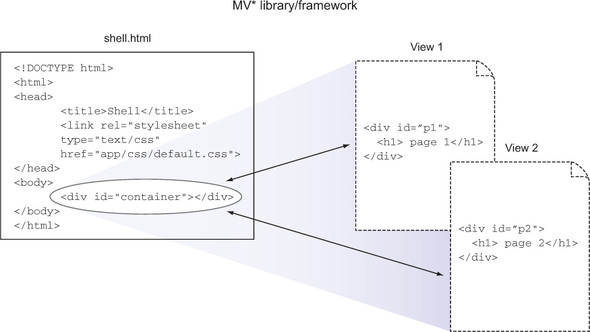 MV* library/framework
shell.html
<!DOCTYPE html>
<html>
<head>
<title>Shell</title>
<link rel="stylesheet"
type="text/css"
href="app/css/default.css">
</head>
<body>
<div id="container"></div>
</body>
</html>
View 1
<div id=”p1">
<h1> page 1</h1>
</div>
View 2
<div id=”p2">
<h1> page 2</h1>
</div>